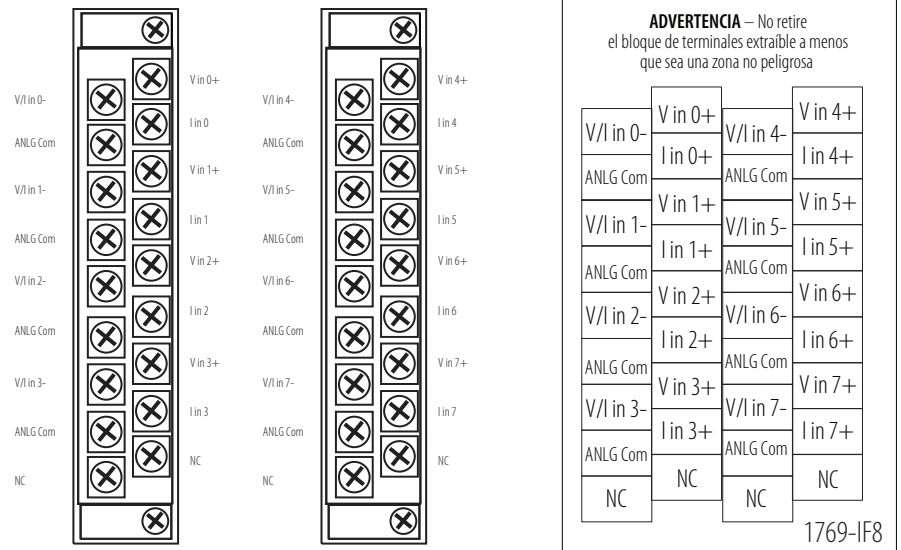 V/I in 0-
ANLG Com
V/I in 1-
ANLG Com
V/I in 2-
ANLG Com
V/I in 3-
ANLG Com
NC
V in 0+
I in 0
V in 1+
I in 1
V in 2+
I in 2
V in 3+
I in 3
NC
V/I in 4-
ANLG Com
V/I in 5-
ANLG Com
V/I in 6-
ANLG Com
V/I in 7-
ANLG Com
NC
V in 4+
I in 4
V in 5+
I in 5
V in 6+
I in 6
V in 7+
I in 7
NC
ADVERTENCIA – No retire
el bloque de terminales extraíble a menos
que sea una zona no peligrosa
V/I in 0-
ANLG Com
V/I in 1-
ANLG Com
V/I in 2-
ANLG Com
V/I in 3-
ANLG Com
NC
V in 0+
I in 0+
V in 1+
I in 1+
V in 2+
I in 2+
V in 3+
I in 3+
NC
V/I in 4-
ANLG Com
V/I in 5-
ANLG Com
V/I in 6-
ANLG Com
V/I in 7-
ANLG Com
NC
V in 4+
I in 4+
V in 5+
I in 5+
V in 6+
I in 6+
V in 7+
I in 7+
NC
1769-IF8